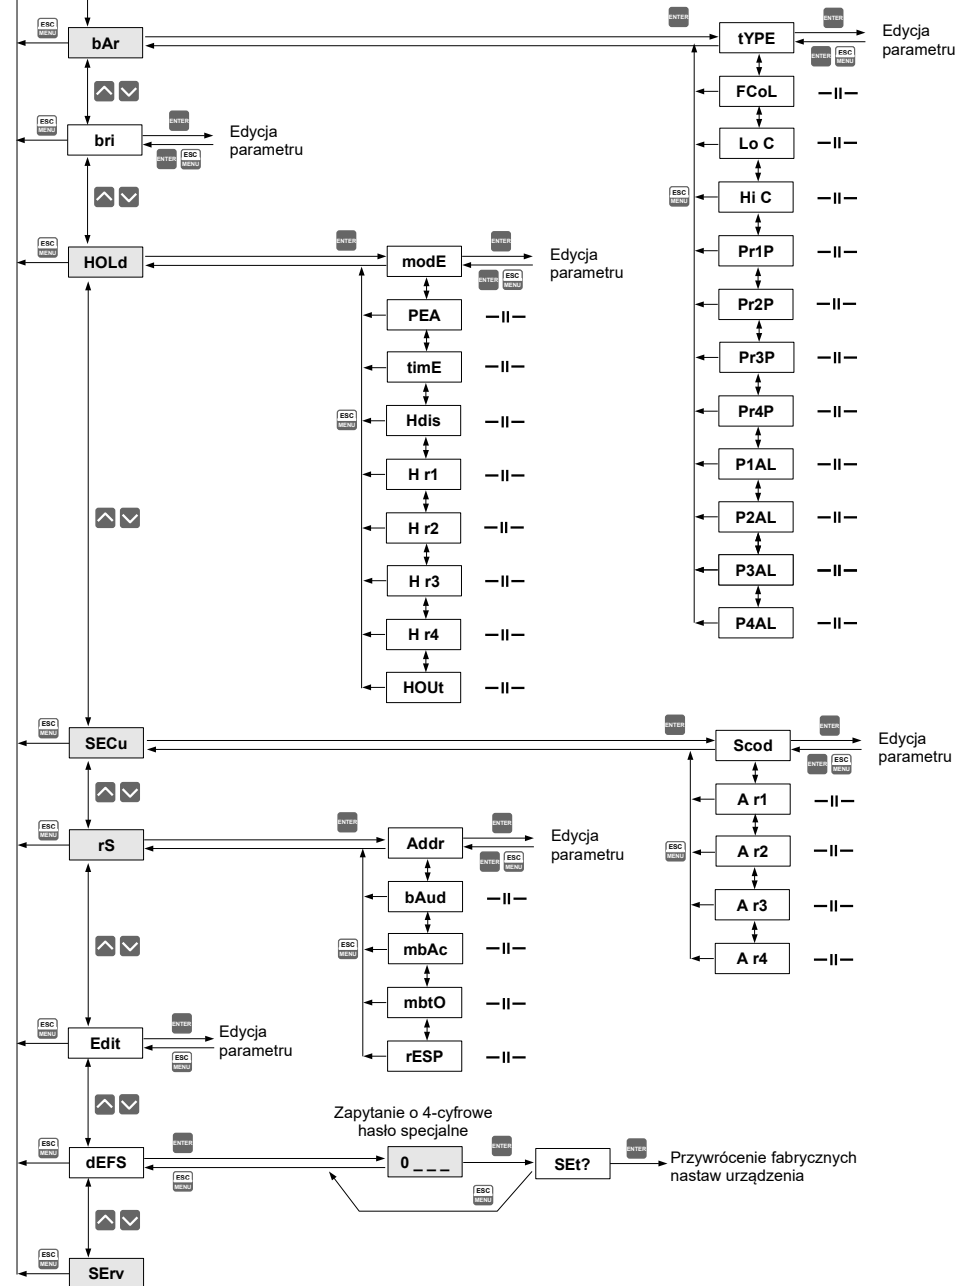 ESC
MENU
bAr
ENTER
tYPE
ENTER
Edycja
parametru
ENTER
ESC
MENU
FCoL
—II—
Lo C
—II—
ESC
MENU
Hi C
—II—
Pr1P
—II—
Pr2P
—II—
Pr3P
—II—
Pr4P
—II—
P1AL
—II—
P2AL
—II—
P3AL
—II—
P4AL
—II—
ESC
MENU
bri
ENTER
Edycja
parametru
ENTER
ESC
MENU
ESC
MENU
HOLd
ENTER
modE
ENTER
Edycja
parametru
ENTER
ESC
MENU
PEA
—II—
timE
—II—
ESC
MENU
Hdis
—II—
H r1
—II—
H r2
—II—
H r3
—II—
H r4
—II—
HOUt
—II—
ESC
MENU
SECu
ENTER
Scod
ENTER
Edycja
parametru
ENTER
ESC
MENU
A r1
—II—
ESC
MENU
A r2
—II—
A r3
—II—
A r4
—II—
ESC
MENU
rS
ENTER
Addr
ENTER
Edycja
parametru
ENTER
ESC
MENU
bAud
—II—
ESC
MENU
mbAc
—II—
mbtO
—II—
rESP
—II—
ESC
MENU
Edit
ENTER
Edycja
parametru
ESC
MENU
Zapytanie o 4-cyfrowe
hasło specjalne
ESC
MENU
dEFS
ENTER
ESC
MENU
0 _ _ _
ENTER
SEt?
ENTER
Przywrócenie fabrycznych
nastaw urządzenia
ESC
MENU
ESC
MENU
SErv